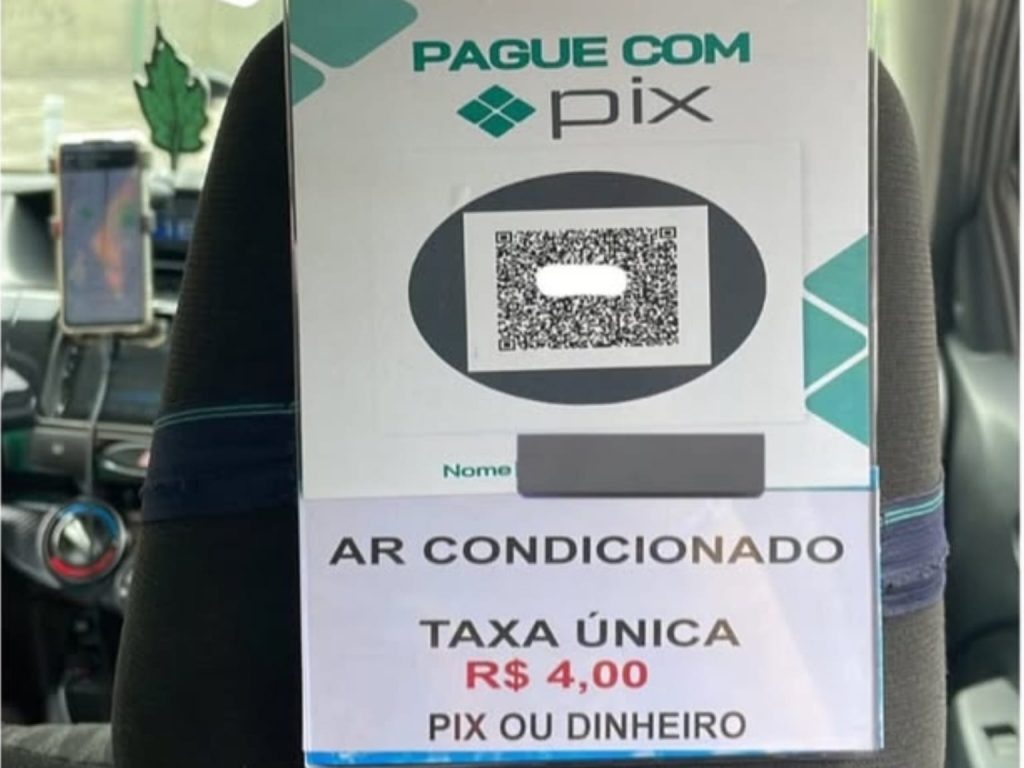 PAGUE COM
pix
Nome
AR CONDICIONADO
TAXA ÚNICA
R$ 4,00
PIX OU DINHEIRO